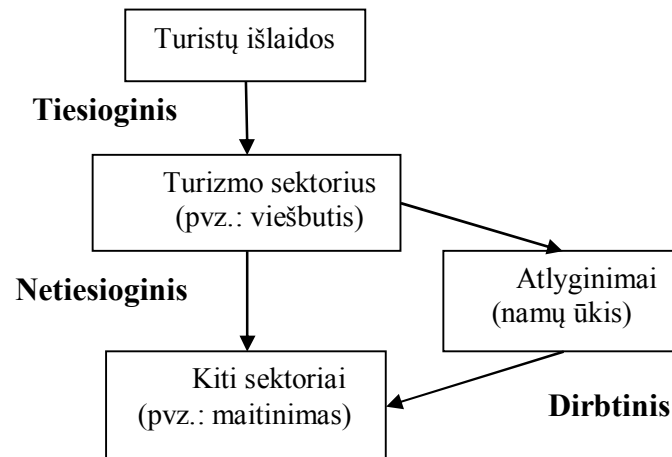 Turistų išlaidos
Tiesioginis
Turizmo sektorius
(pvz.: viešbutis)
Netiesioginis
Atlyginimai
(namų ūkis)
Kiti sektoriai
(pvz.: maitinimas)
Dirbtinis